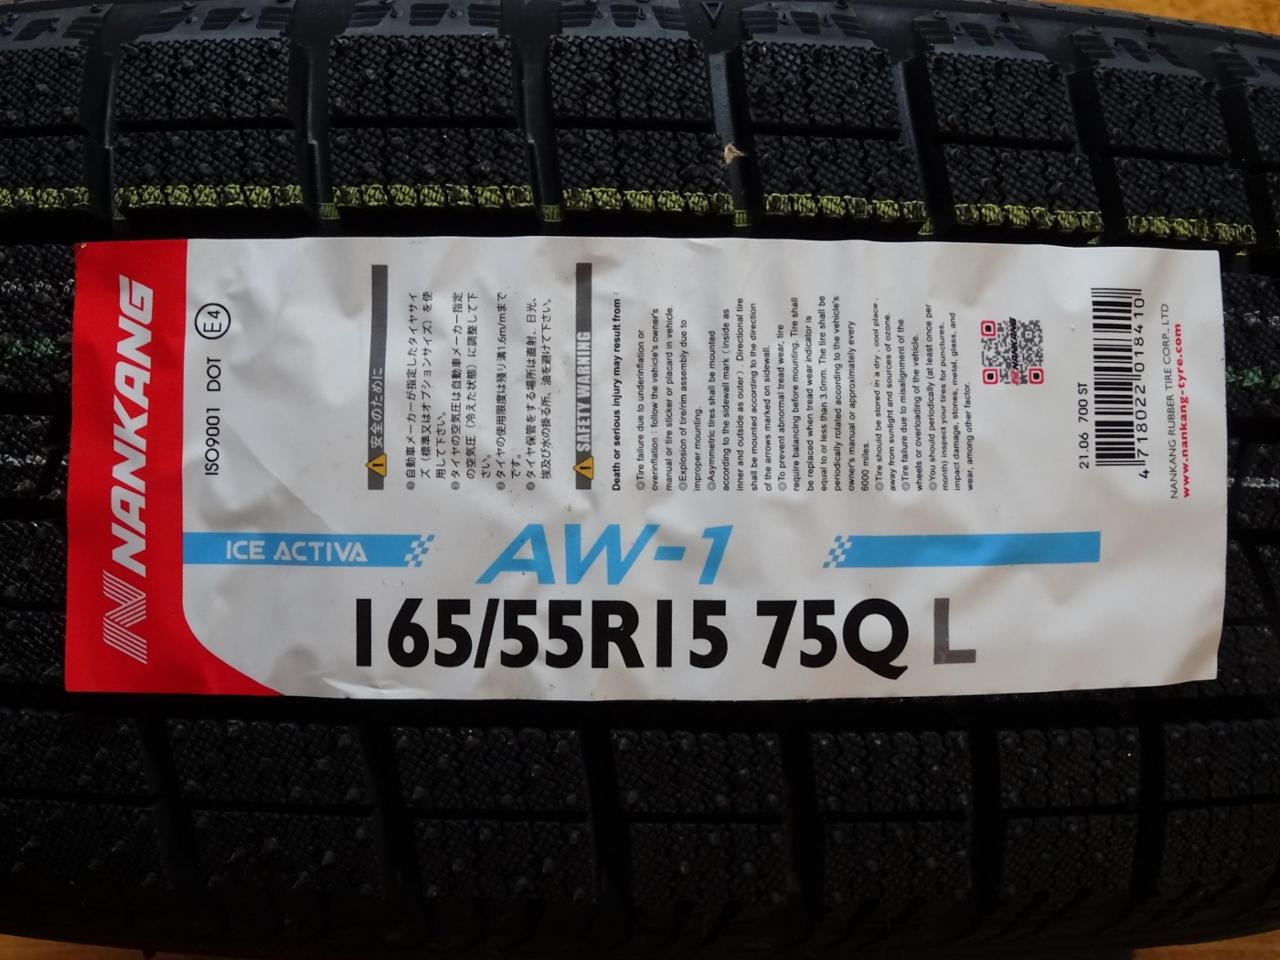 NANKANG
ISO9001 DOT E4
安全のために
自動車メーカーが指定したタイヤサイ
ズ（標準又はオプションサイズ）を使
用して下さい。
タイヤの空気圧は自動車メーカー指定
の空気圧（冷えた状態）に調整して下
さい。
タイヤの使用限度は残り溝1.6m/mまで
です。
タイヤ保管をする場所は直射、日光、
埃及び水の掛る所、油を避けて下さい。
SAFETY WARNING
Death or serious injury may result from :
◎Tire failure due to underinflation or
overinflation : follow the vehicle's owner's
manual or tire sticker or placard in vehicle.
◎Explosion of tire/rim assembly due to
improper mounting.
◎Asymmetric tires shall be mounted
according to the sidewall mark ( inside as
inner and outside as outer ) . Directional tire
shall be mounted according to the direction
of the arrows marked on sidewall.
◎To prevent abnormal tread wear, tire
require balancing before mounting. Tire shall
be replaced when tread wear indicator is
equal to or less than 3.0mm. The tire shall be
periodically rotated according to the vehicle's
owner's manual or approximately every
6000 miles.
◎Tire should be stored in a dry , cool place ,
away from sunlight and sources of ozone.
◎Tire failure due to misalignment of the
wheels or overloading of the vehicle.
◎You should periodically (at least once per
month) inspect your tires for punctures,
impact damage, stones, metal, glass, and
wear, among other factor.
NANKANG
21.06 700 ST
4 718022 018410
NANKANG RUBBER TIRE CORP., LTD
www.nankang-tyre.com
ICE ACTIVA AW-1
165/55R15 75Q L